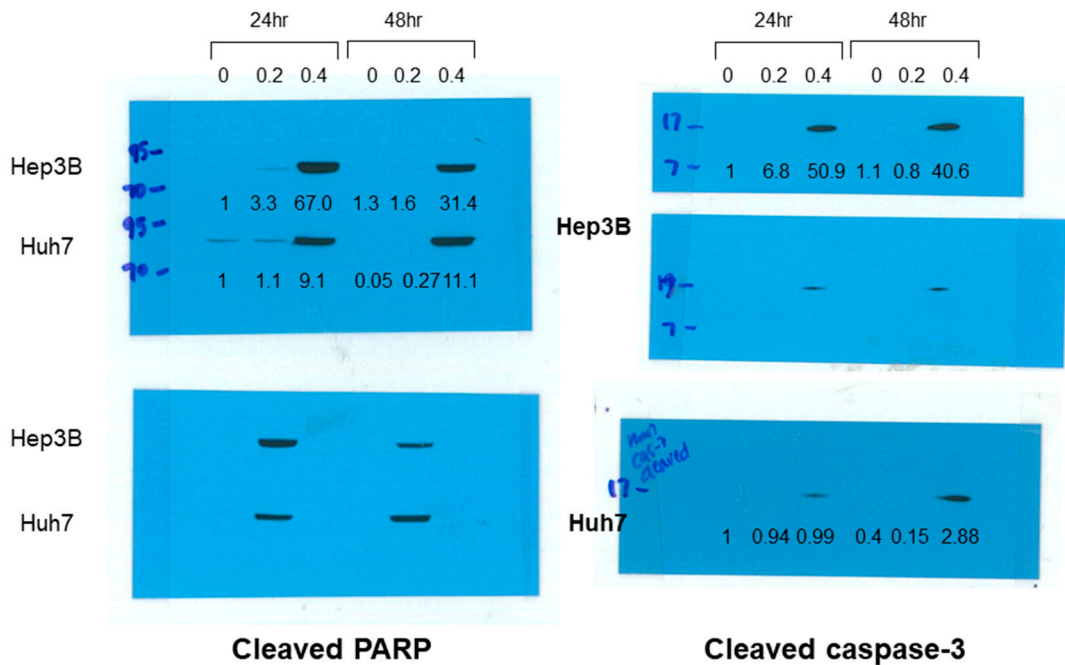 24hr 48hr
0 0.2 0.4 0 0.2 0.4
Hep3B
95-
70-
1 3.3 67.0 1.3 1.6 31.4
Huh7
95-
70-
1 1.1 9.1 0.05 0.27 11.1
Hep3B
Huh7
Cleaved PARP
24hr 48hr
0 0.2 0.4 0 0.2 0.4
17-
7-
1 6.8 50.9 1.1 0.8 40.6
Hep3B
19-
7-
Huh7
cas-7
cleaved
17-
Huh7
1 0.94 0.99 0.4 0.15 2.88
Cleaved caspase-3